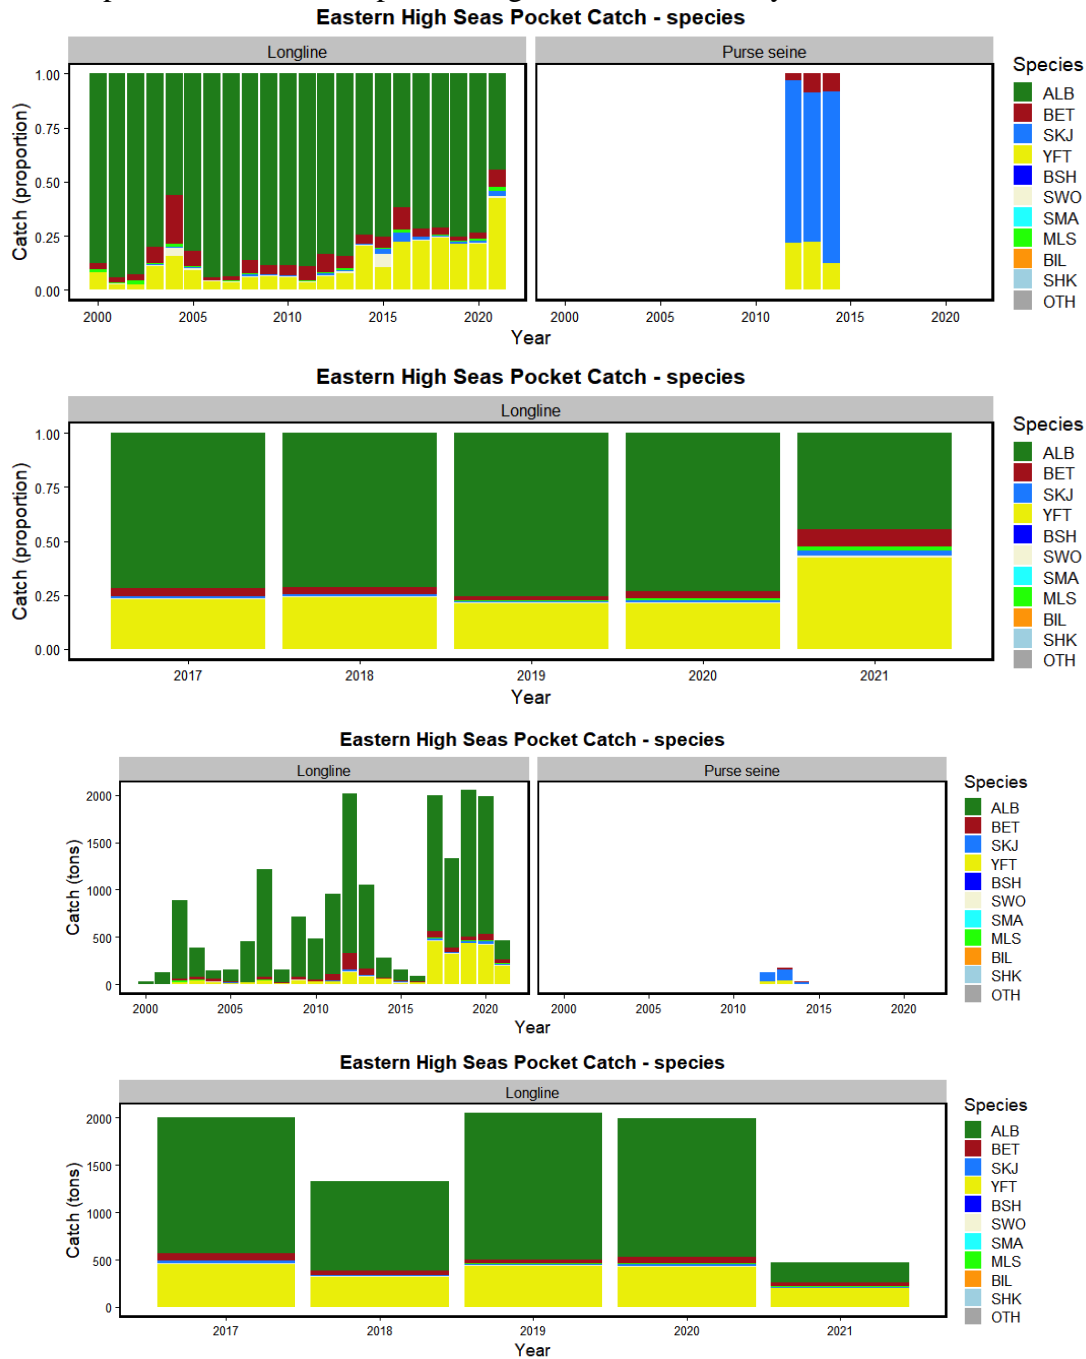 Eastern High Seas Pocket Catch - species
Longline
Purse seine
Catch (proportion)
1.00
0.75
0.50
0.25
0.00
2000 2005 2010 2015 2020
2000 2005 2010 2015 2020
Year
Species
ALB
BET
SKJ
YFT
BSH
SWO
SMA
MLS
BIL
SHK
OTH
Eastern High Seas Pocket Catch - species
Longline
Catch (proportion)
1.00
0.75
0.50
0.25
0.00
2017 2018 2019 2020 2021
Year
Species
ALB
BET
SKJ
YFT
BSH
SWO
SMA
MLS
BIL
SHK
OTH
Eastern High Seas Pocket Catch - species
Longline
Purse seine
Catch (tons)
2000
1500
1000
500
0
2000 2005 2010 2015 2020
2000 2005 2010 2015 2020
Year
Species
ALB
BET
SKJ
YFT
BSH
SWO
SMA
MLS
BIL
SHK
OTH
Eastern High Seas Pocket Catch - species
Longline
Catch (tons)
2000
1500
1000
500
0
2017 2018 2019 2020 2021
Year
Species
ALB
BET
SKJ
YFT
BSH
SWO
SMA
MLS
BIL
SHK
OTH